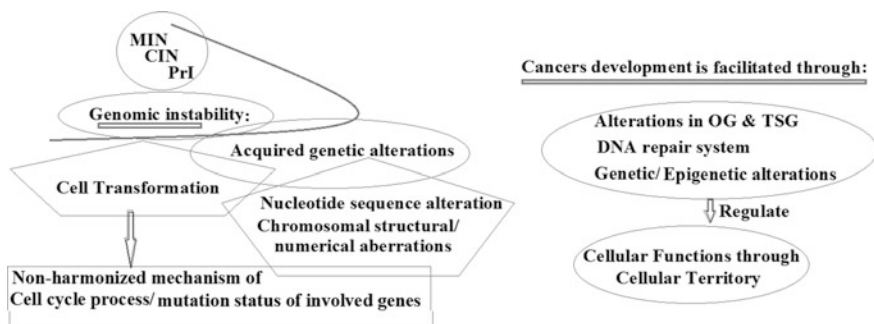 MIN
CIN
PrI
Genomic instability:
Acquired genetic alterations
Cell Transformation
Nucleotide sequence alteration
Chromosomal structural/
numerical aberrations
Non-harmonized mechanism of
Cell cycle process/ mutation status of involved genes
Cancers development is facilitated through:
Alterations in OG & TSG
DNA repair system
Genetic/ Epigenetic alterations
Regulate
Cellular Functions through
Cellular Territory